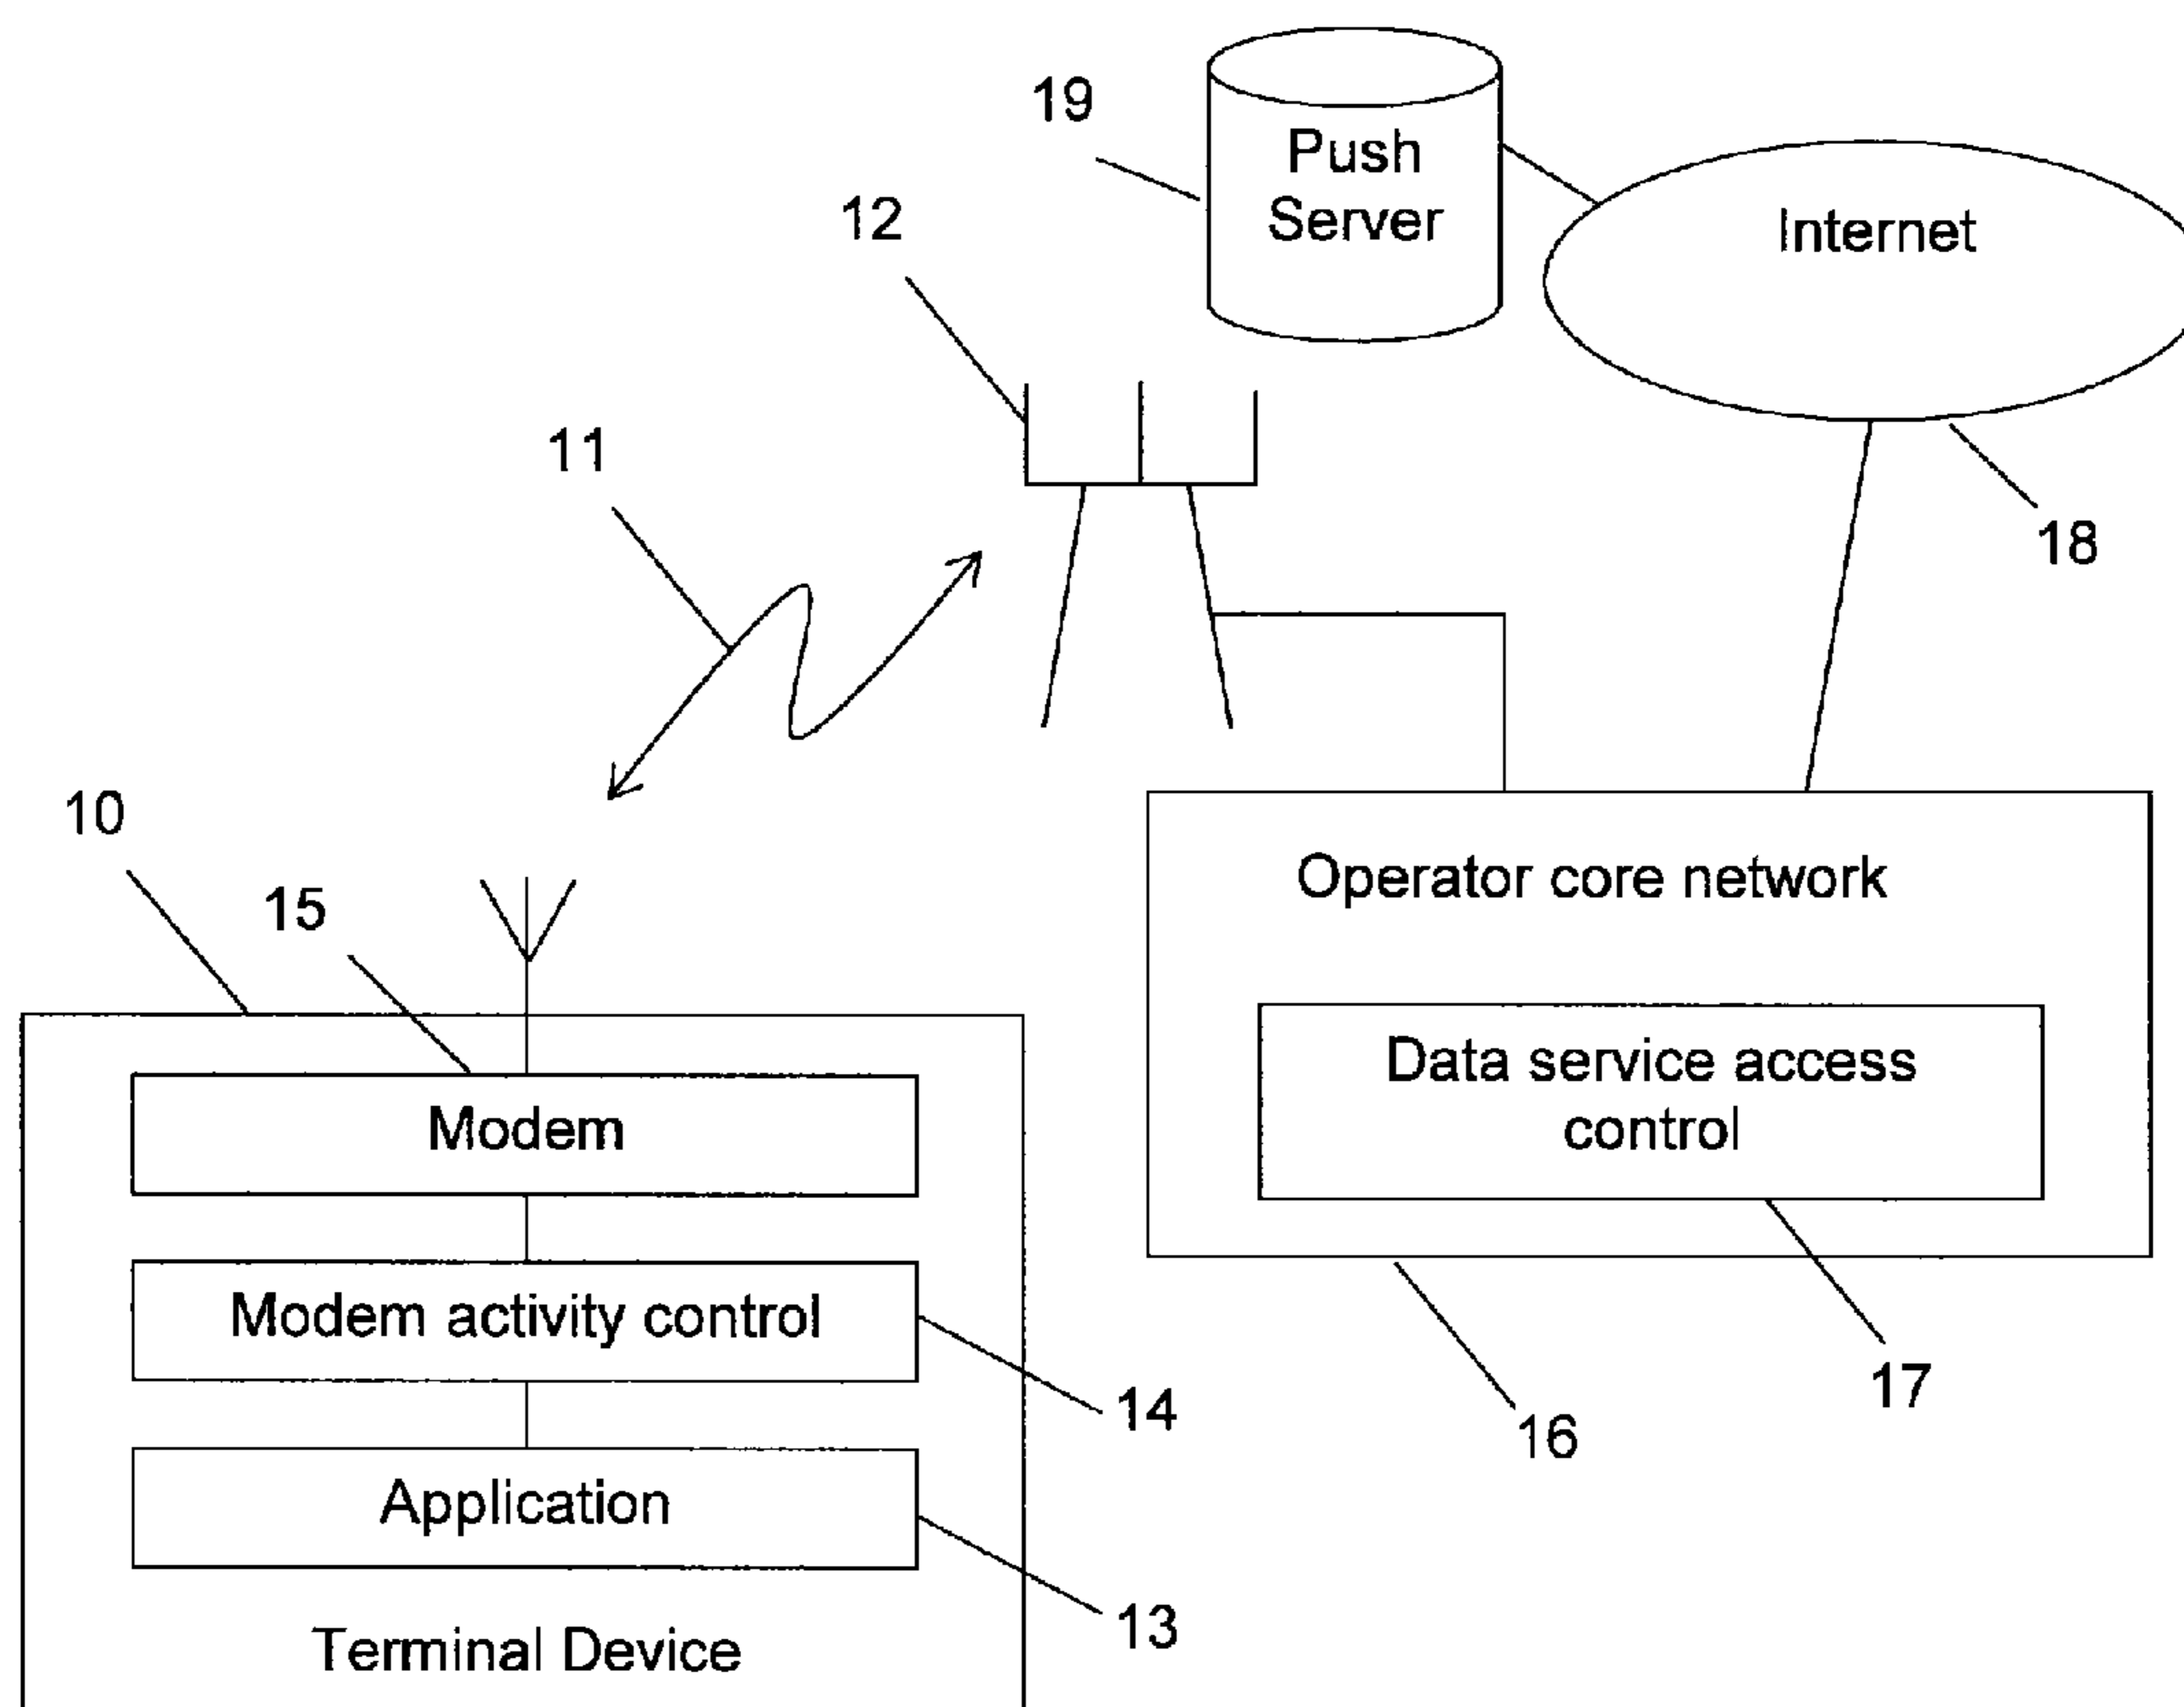 19
Push
Server
Internet
12
11
18
10
15
Operator core network
Data service access
control
Modem
Modem activity control
14
17
16
Application
13
Terminal Device